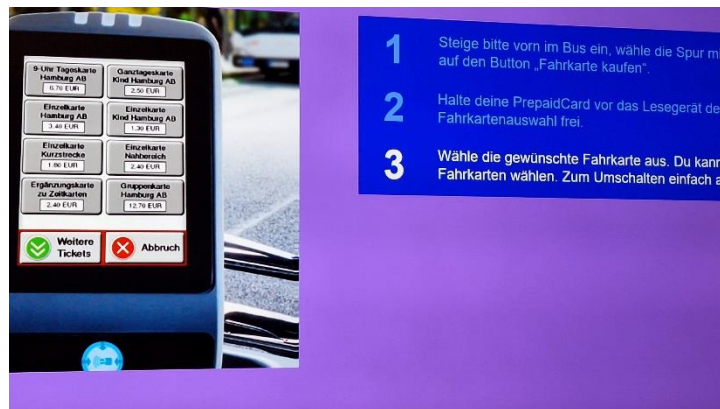 9-Uhr Tageskarte
Hamburg AB
6.70 EUR
Ganztageskarte
Kind Hamburg AB
2.50 EUR
Einzelkarte
Hamburg AB
3.40 EUR
Einzelkarte
Kind Hamburg AB
1.30 EUR
Einzelkarte
Kurzstrecke
1.80 EUR
Einzelkarte
Nahbereich
2.40 EUR
Ergänzungskarte
zu Zeitkarten
2.40 EUR
Gruppenkarte
Hamburg AB
12.70 EUR
Weitere
Tickets
Abbruch
1
Steige bitte vorn im Bus ein, wähle die Spur
auf den Button „Fahrkarte kaufen“.
2
Halte deine PrepaidCard vor das Lesegerät
Fahrkartenauswahl frei.
3
Wähle die gewünschte Fahrkarte aus. Du
Fahrkarten wählen. Zum Umschalten einfach